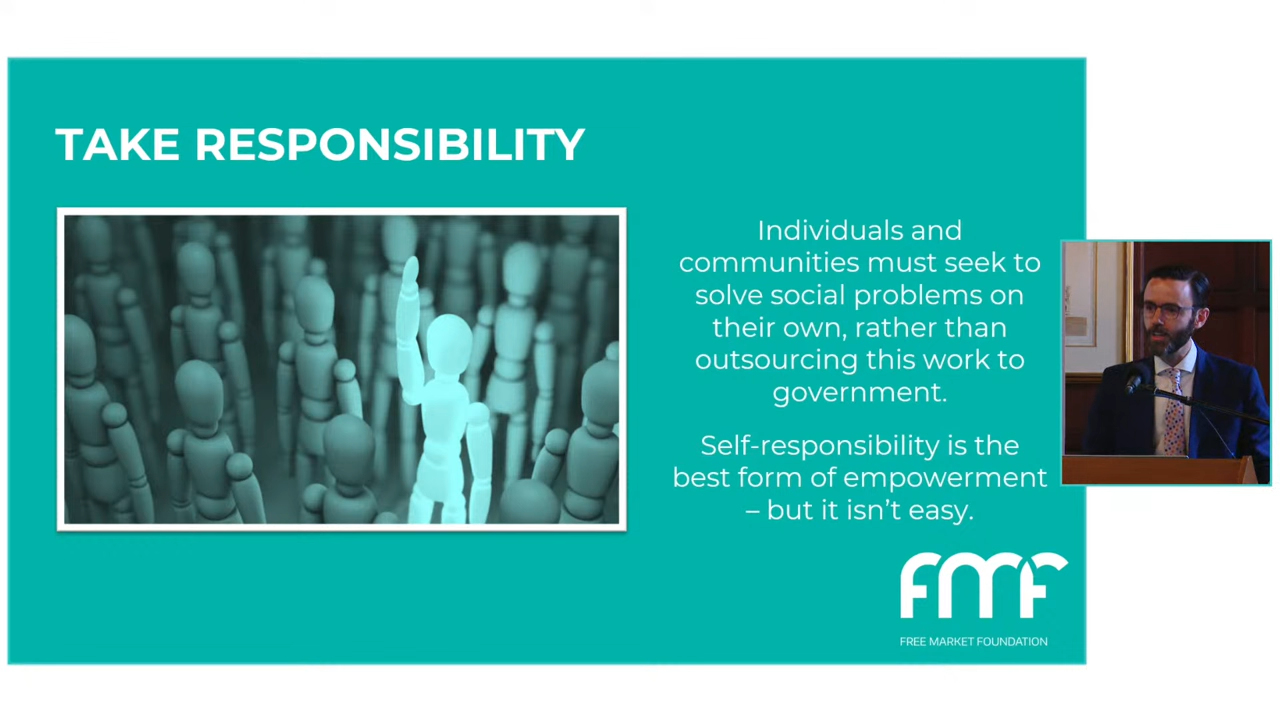 TAKE RESPONSIBILITY
Individuals and
communities must seek to
solve social problems on
their own, rather than
outsourcing this work to
government.
Self-responsibility is the
best form of empowerment
– but it isn’t easy.
FMF
FREE MARKET FOUNDATION